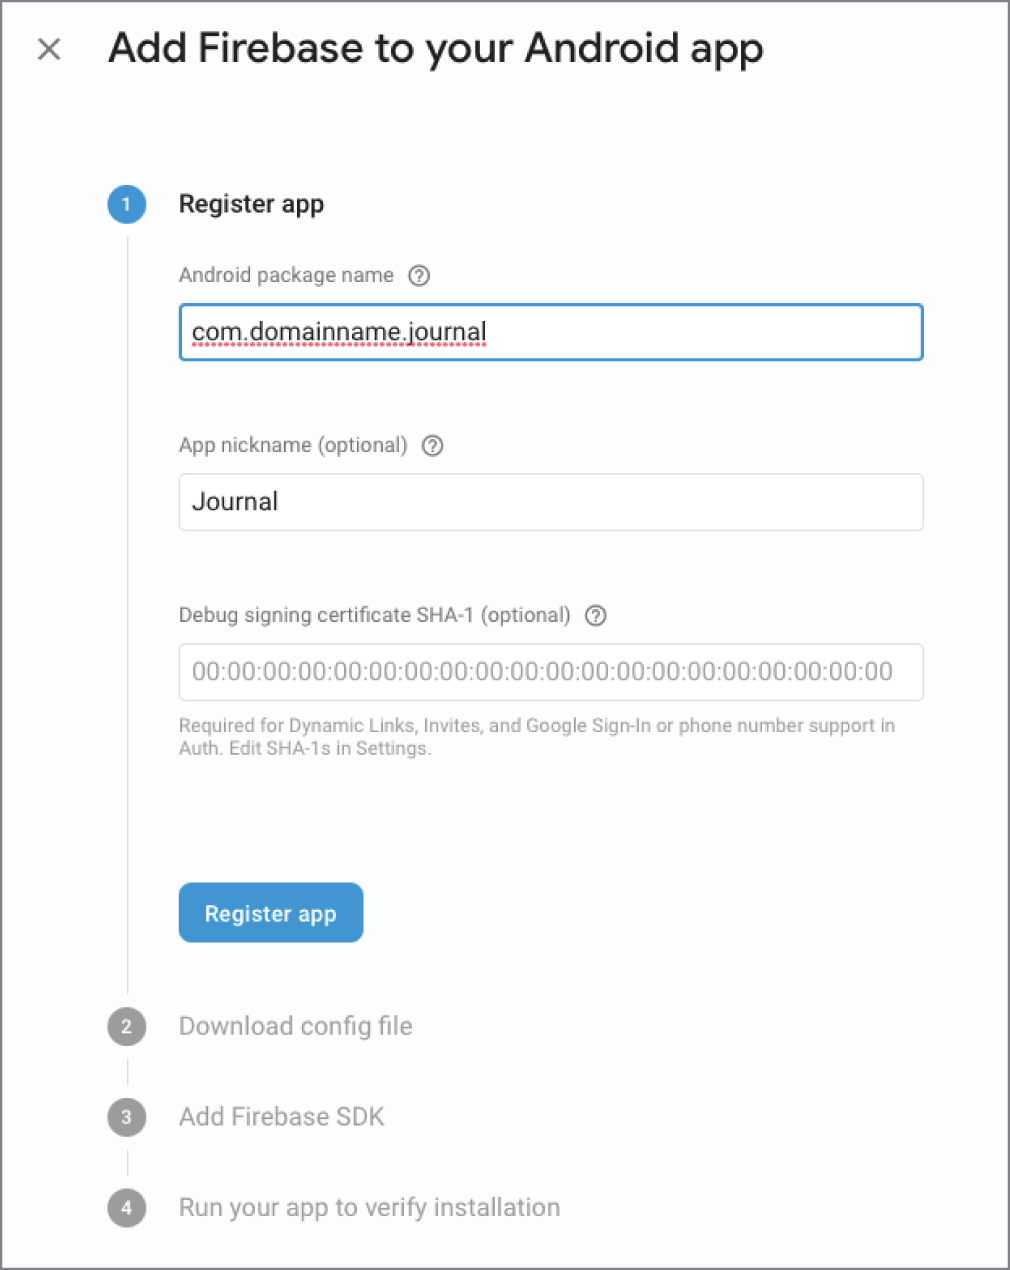 Add Firebase to your Android app
1 Register app
Android package name ?
com.domainname.journal
App nickname (optional) ?
Journal
Debug signing certificate SHA-1 (optional) ?
00:00:00:00:00:00:00:00:00:00:00:00:00:00:00:00:00:00:00:00
Required for Dynamic Links, Invites, and Google Sign-In or phone number support in
Auth. Edit SHA-1s in Settings.
Register app
2 Download config file
3 Add Firebase SDK
4 Run your app to verify installation